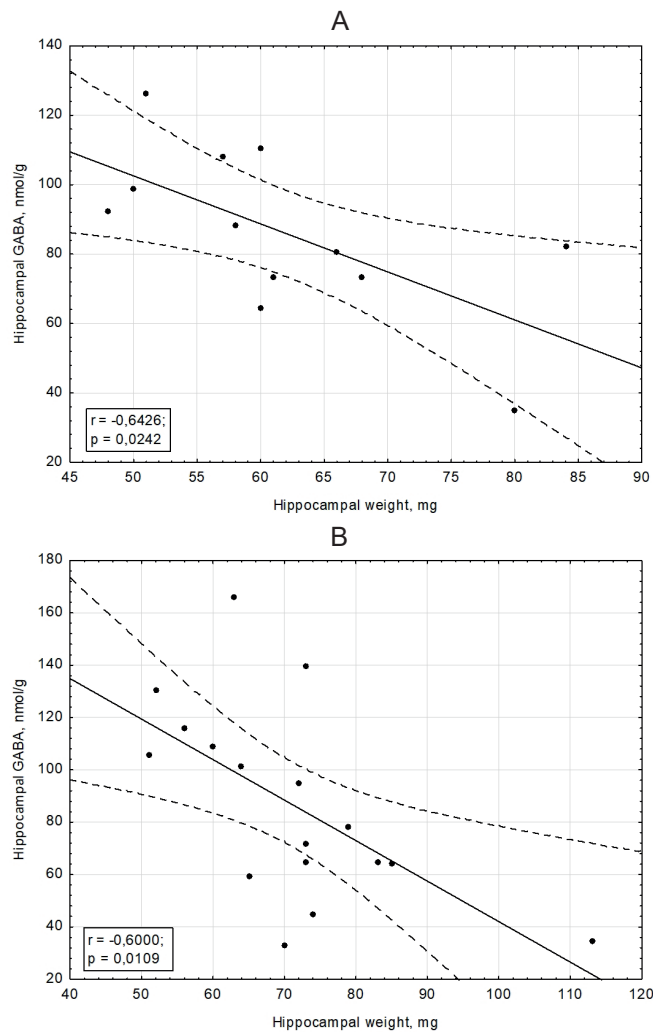 A
140
120
100
80
60
40
20
Hippocampal GABA, nmol/g
r = -0,6426;
p = 0,0242
45 50 55 60 65 70 75 80 85 90
Hippocampal weight, mg
B
180
160
140
120
100
80
60
40
20
Hippocampal GABA, nmol/g
r = -0,6000;
p = 0,0109
40 50 60 70 80 90 100 110 120
Hippocampal weight, mg